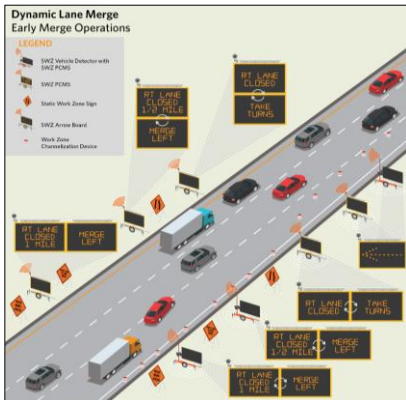 Dynamic Lane Merge
Early Merge Operations
LEGEND
SWZ Vehicle Detector with
SWZ PCMS
SWZ PCMS
Static Work Zone Sign
SWZ Arrow Board
Work Zone
Channelization Device
RT LANE
CLOSED
1/2 MILE
MERGE
LEFT
RT LANE
CLOSED
TAKE
TURNS
RT LANE
CLOSED
1 MILE
MERGE
LEFT
RT LANE
CLOSED
TAKE
TURNS
RT LANE
CLOSED
1/2 MILE
MERGE
LEFT
RT LANE
CLOSED
1 MILE
MERGE
LEFT